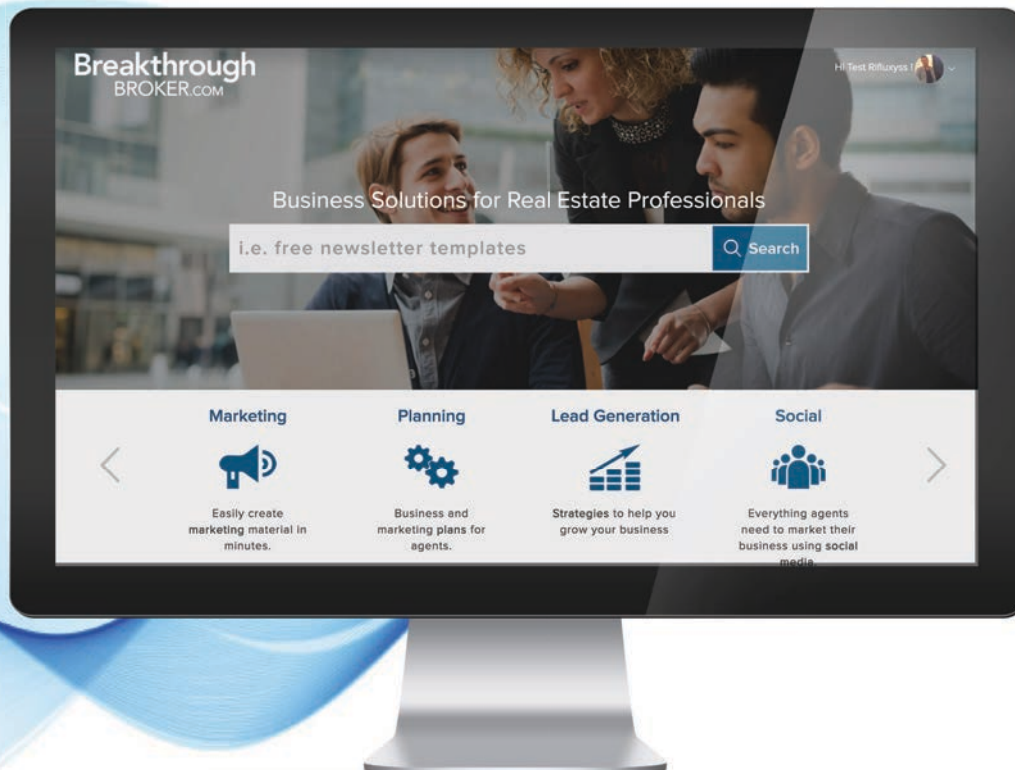 Breakthrough
BROKER.COM
Hi Test Rifluxyss !
Business Solutions for Real Estate Professionals
i.e. free newsletter templates
Search
Marketing
Planning
Lead Generation
Social
Easily create
marketing material in
minutes.
Business and
marketing plans for
agents.
Strategies to help you
grow your business
Everything agents
need to market their
business using social
media.